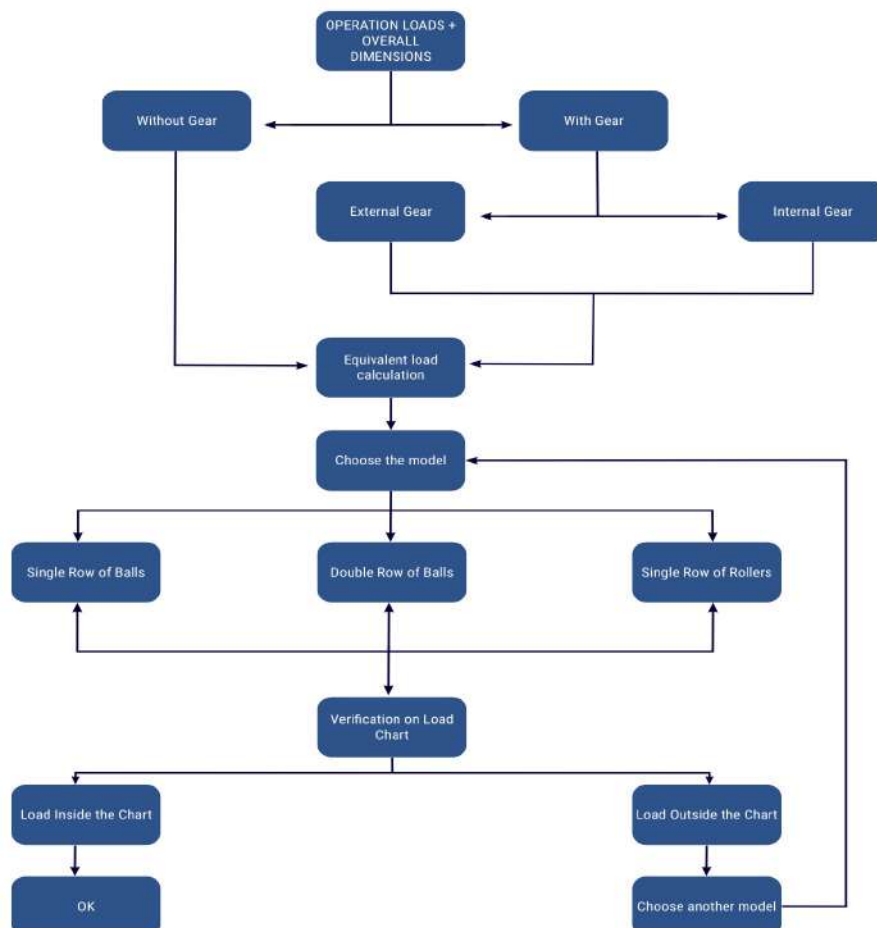 OPERATION LOADS +
OVERALL
DIMENSIONS
Without Gear
With Gear
External Gear
Internal Gear
Equivalent load
calculation
Choose the model
Single Row of Balls
Double Row of Balls
Single Row of Rollers
Verification on Load
Chart
Load Inside the Chart
Load Outside the Chart
OK
Choose another model